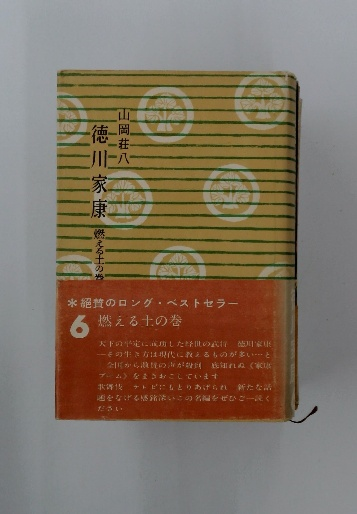 山岡荘八
徳川家康
燃える土の巻
＊絶賛のロング・ベストセラー
6 燃える土の巻
天下の平定に成功した経世の武将 徳川家康
―その生き方は現代に教えるものが多い…と
全国から激賛の声が殺到 底知れぬ《家康
ブーム》をまきおこしています
歌舞伎 テレビにもとりあげられ 新たな話
題をなげる感銘深いこの名編をぜひご一読く
ださい